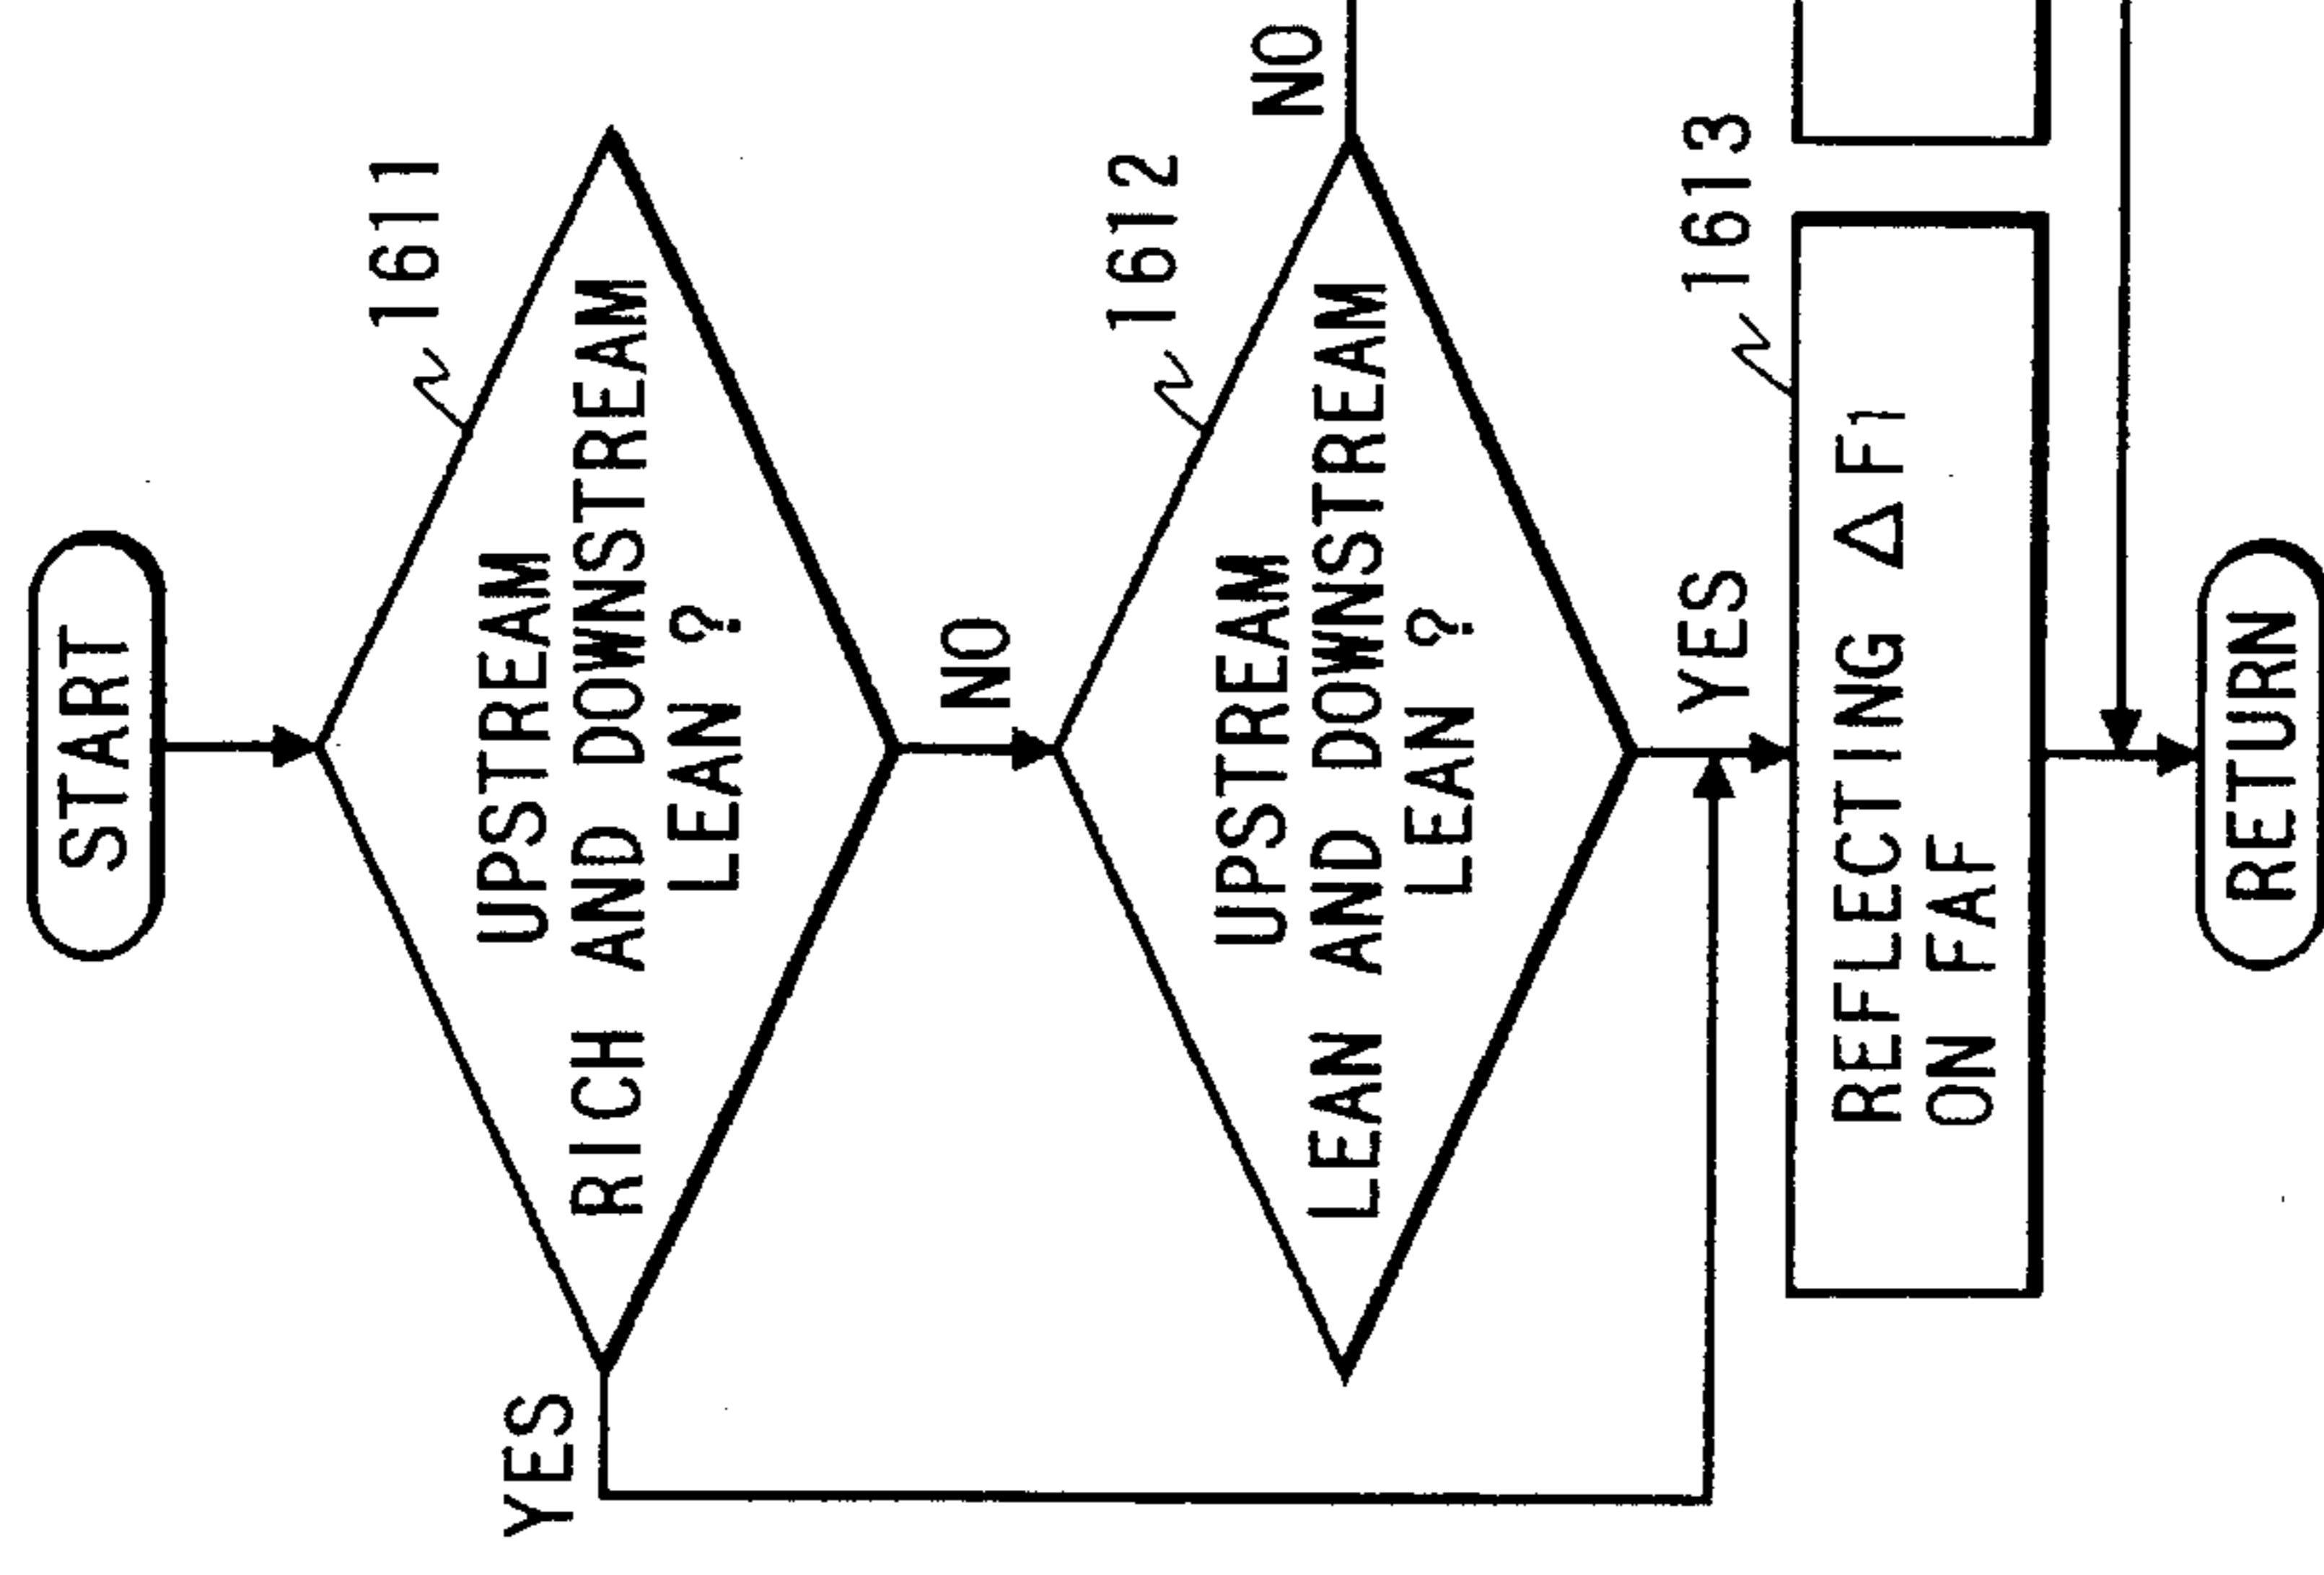 START
1611
UPSTREAM
RICH AND DOWNSTREAM
LEAN ?
YES
NO
1612
UPSTREAM
LEAN AND DOWNSTREAM
LEAN ?
NO
YES
1613
REFLECTING △F1
ON FAF
RETURN